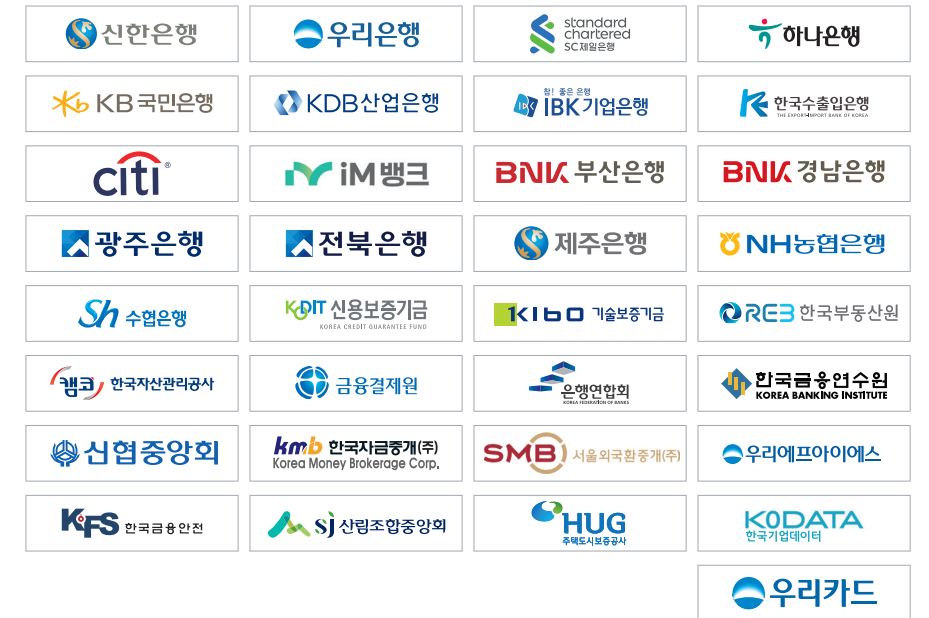 신한은행
우리은행
standard
chartered
SC제일은행
하나은행
KB국민은행
KDB산업은행
참! 좋은 은행
IBK기업은행
한국수출입은행
THE EXPORT-IMPORT BANK OF KOREA
citi®
iM뱅크
BNK 부산은행
BNK 경남은행
광주은행
전북은행
제주은행
NH농협은행
Sh 수협은행
KODIT 신용보증기금
KOREA CREDIT GUARANTEE FUND
KIBO 기술보증기금
REB 한국부동산원
캠코 한국자산관리공사
금융결제원
은행연합회
KOREA FEDERATION OF BANKS
한국금융연수원
KOREA BANKING INSTITUTE
신협중앙회
kmb 한국자금중개(주)
Korea Money Brokerage Corp.
SMB 서울외국환중개(주)
우리에프아이에스
KFS 한국금융안전
sj 산림조합중앙회
HUG
주택도시보증공사
KODATA
한국기업데이터
우리카드